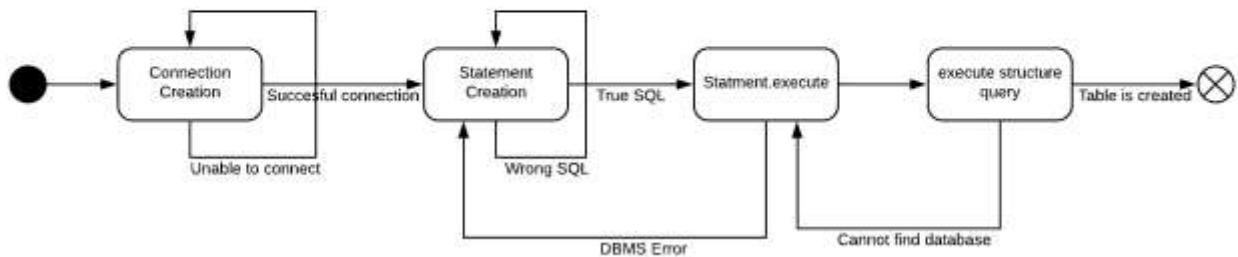 Connection
Creation
Succesful connection
Unable to connect
Statement
Creation
True SQL
Wrong SQL
Statment.execute
DBMS Error
execute structure
query
Table is created
Cannot find database